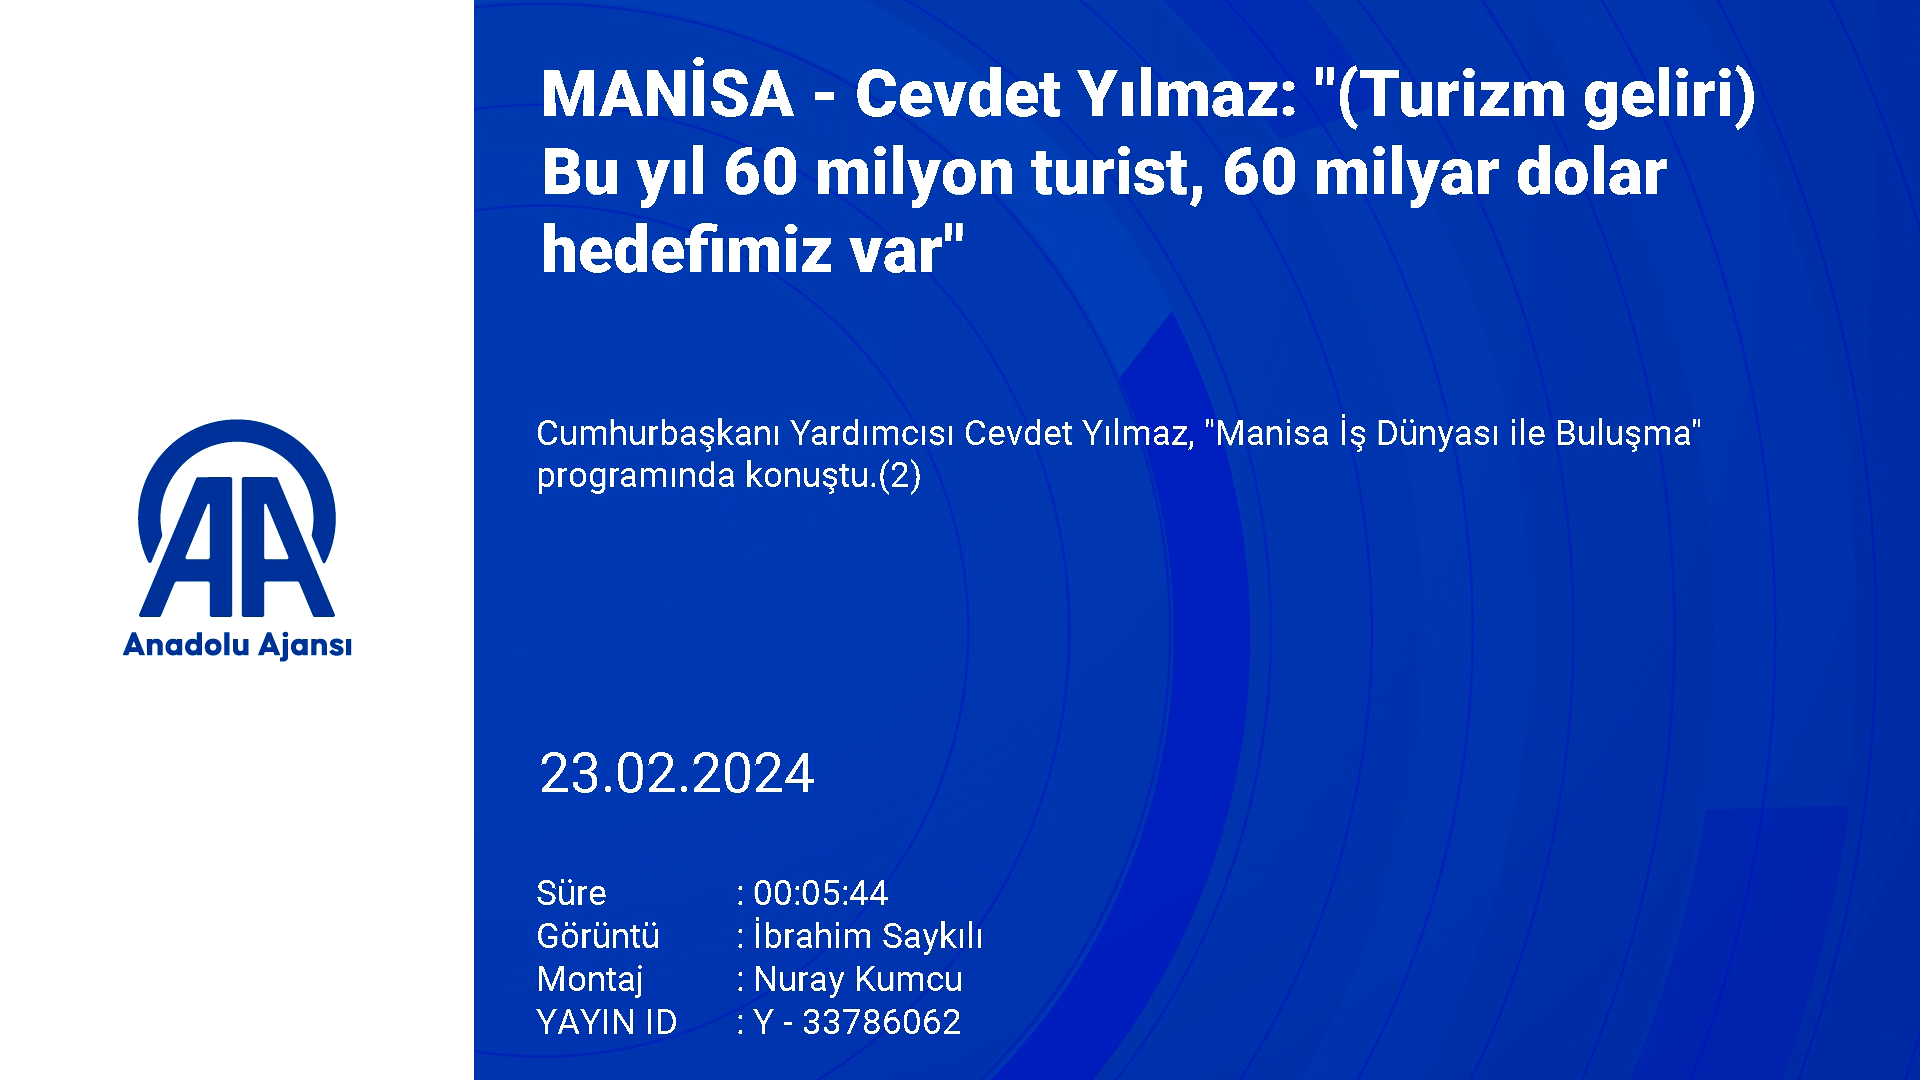 MANİSA - Cevdet Yılmaz: "(Turizm geliri)
Bu yıl 60 milyon turist, 60 milyar dolar
hedefimiz var"
Cumhurbaşkanı Yardımcısı Cevdet Yılmaz, "Manisa İş Dünyası ile Buluşma"
programında konuştu.(2)
AA
Anadolu Ajansı
23.02.2024
Süre : 00:05:44
Görüntü : İbrahim Saykılı
Montaj : Nuray Kumcu
YAYIN ID : Y - 33786062